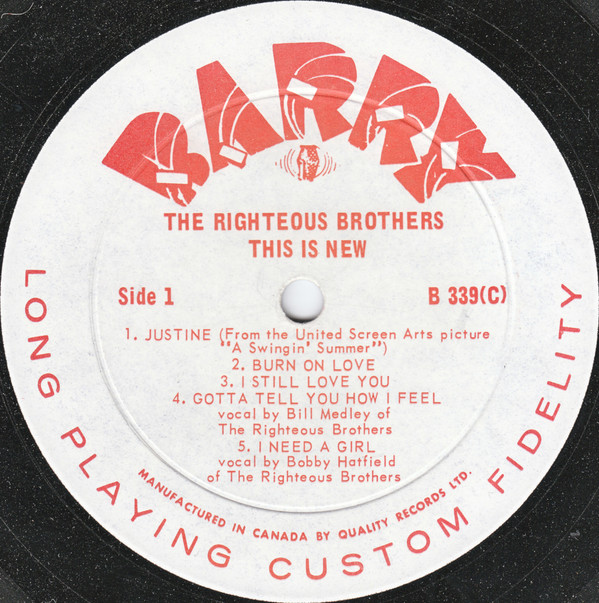 BARRY
THE RIGHTEOUS BROTHERS
THIS IS NEW
Side 1
B 339(C)
1. JUSTINE (From the United Screen Arts picture
"A Swingin' Summer")
2. BURN ON LOVE
3. I STILL LOVE YOU
4. GOTTA TELL YOU HOW I FEEL
vocal by Bill Medley of
The Righteous Brothers
5. I NEED A GIRL
vocal by Bobby Hatfield
of The Righteous Brothers
MANUFACTURED IN CANADA BY QUALITY RECORDS LTD.
LONG PLAYING CUSTOM FIDELITY